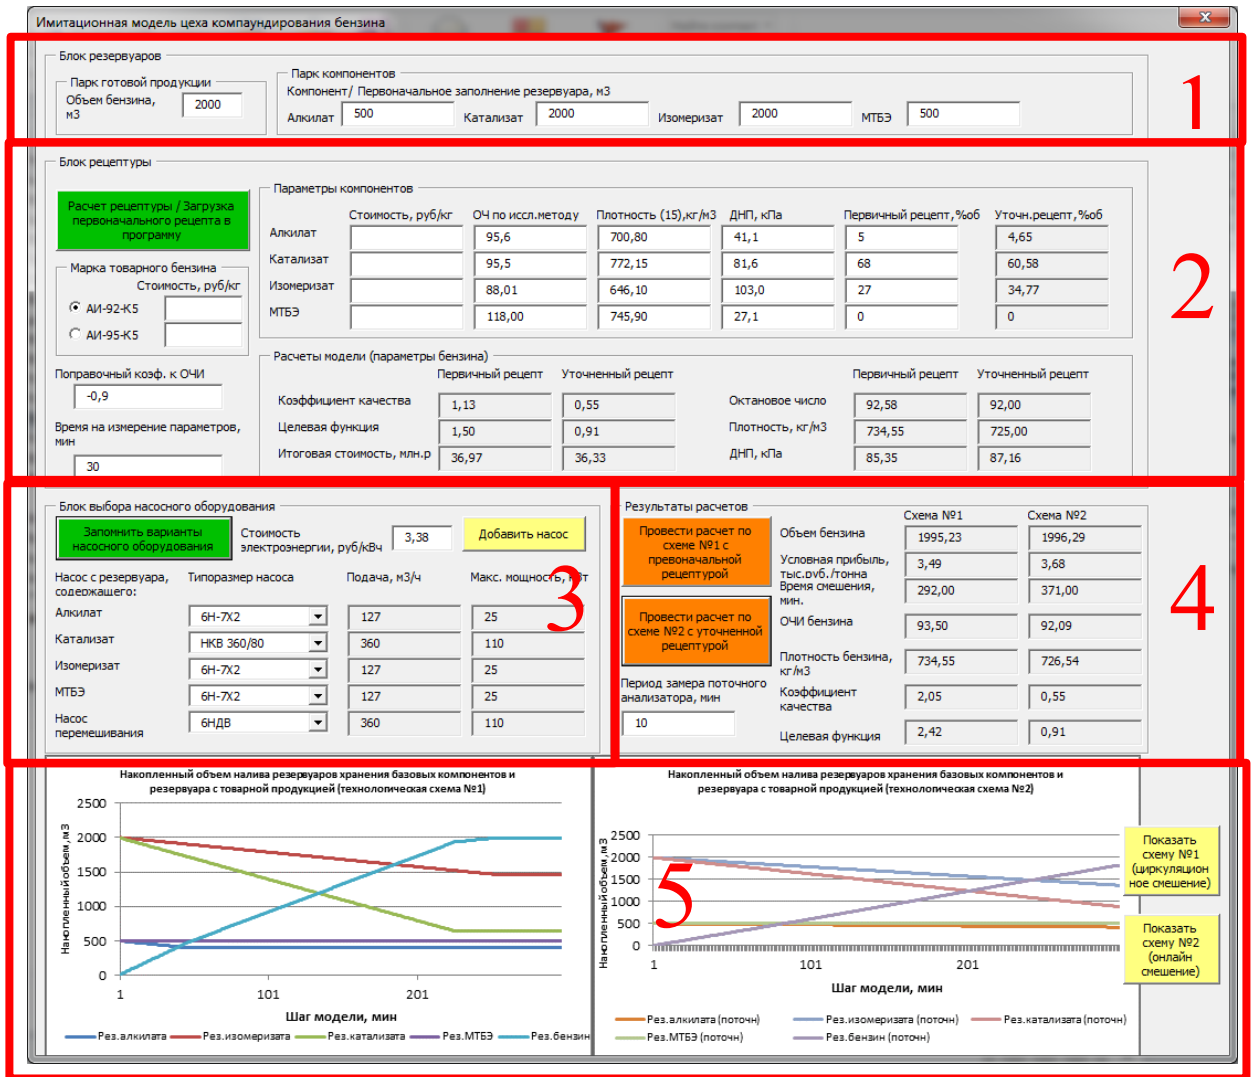 Имитационная модель цеха компаундирования бензина
Блок резервуаров
Парк готовой продукции
Объем бензина, м3
2000
Парк компонентов
Компонент/ Первоначальное заполнение резервуара, м3
Алкилат 500 Катализат 2000 Изомеризат 2000 МТБЭ 500
1
Блок рецептуры
Расчет рецептуры / Загрузка
первоначального рецепта в
программу
Марка товарного бензина
Стоимость, руб/кг
АИ-92-К5
АИ-95-К5
Поправочный коэф. к ОЧИ
-0,9
Время на измерение параметров,
мин
30
Параметры компонентов
Стоимость, руб/кг ОЧ по иссл.методу Плотность (15),кг/м3 ДНП, кПа Первичный рецепт,%об Уточн.рецепт,%об
Алкилат 95,6 700,80 41,1 5 4,65
Катализат 95,5 772,15 81,6 68 60,58
Изомеризат 88,01 646,10 103,0 27 34,77
МТБЭ 118,00 745,90 27,1 0 0
2
Расчеты модели (параметры бензина)
Первичный рецепт Уточненный рецепт Первичный рецепт Уточненный рецепт
Коэффициент качества 1,13 0,55 Октановое число 92,58 92,00
Целевая функция 1,50 0,91 Плотность, кг/м3 734,55 725,00
Итоговая стоимость, млн.р 36,97 36,33 ДНП, кПа 85,35 87,16
Блок выбора насосного оборудования
Запомнить варианты
насосного оборудования
Стоимость
электроэнергии, руб/кВч
3,38
Добавить насос
Насос с резервуара,
содержащего:
Типоразмер насоса Подача, м3/ч Макс. мощность, кВт
Алкилат 6Н-7Х2 127 25
Катализат НКВ 360/80 360 110
Изомеризат 6Н-7Х2 127 25
МТБЭ 6Н-7Х2 127 25
Насос
перемешивания
6НДВ 360 110
3
Результаты расчетов
Провести расчет по
схеме №1 с
превоначальной
рецептурой
Провести расчет по
схеме №2 с уточненной
рецептурой
Период замера поточного
анализатора, мин
10
Схема №1 Схема №2
Объем бензина 1995,23 1996,29
Условная прибыль,
тыс.руб./тонна
3,49 3,68
Время смешения,
мин.
292,00 371,00
ОЧИ бензина 93,50 92,09
Плотность бензина,
кг/м3
734,55 726,54
Коэффициент
качества
2,05 0,55
Целевая функция 2,42 0,91
4
Накопленный объем налива резервуаров хранения базовых компонентов и
резервуара с товарной продукцией (технологическая схема №1)
Накопленный объем, м3
2500
2000
1500
1000
500
0
1 101 201
Шаг модели, мин
Рез.алкилата Рез.изомеризата Рез.катализата Рез.МТБЭ Рез.бензин
Накопленный объем налива резервуаров хранения базовых компонентов и
резервуара с товарной продукцией (технологическая схема №2)
Накопленный объем, м3
2500
2000
1500
1000
500
0
1 101 201
Шаг модели, мин
Рез.алкилата (поточн) Рез.изомеризата (поточн) Рез.катализата (поточн)
Рез.МТБЭ (поточн) Рез.бензин (поточн)
5
Показать
схему №1
(циркуляцион
ное смешение)
Показать
схему №2
(онлайн
смешение)